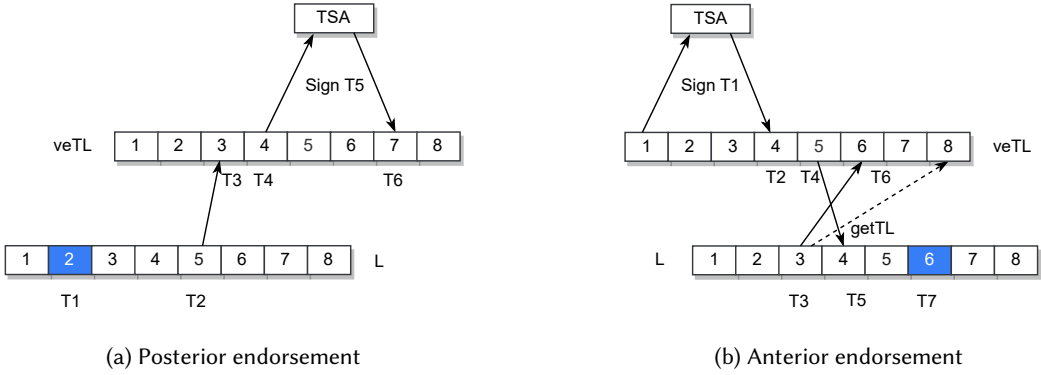 TSA
Sign T5
veTL 1 2 3 4 5 6 7 8
T3 T4 T6
1 2 3 4 5 6 7 8 L
T1 T2
(a) Posterior endorsement
TSA
Sign T1
1 2 3 4 5 6 7 8 veTL
T2 T4 T6
getTL
L 1 2 3 4 5 6 7 8
T3 T5 T7
(b) Anterior endorsement